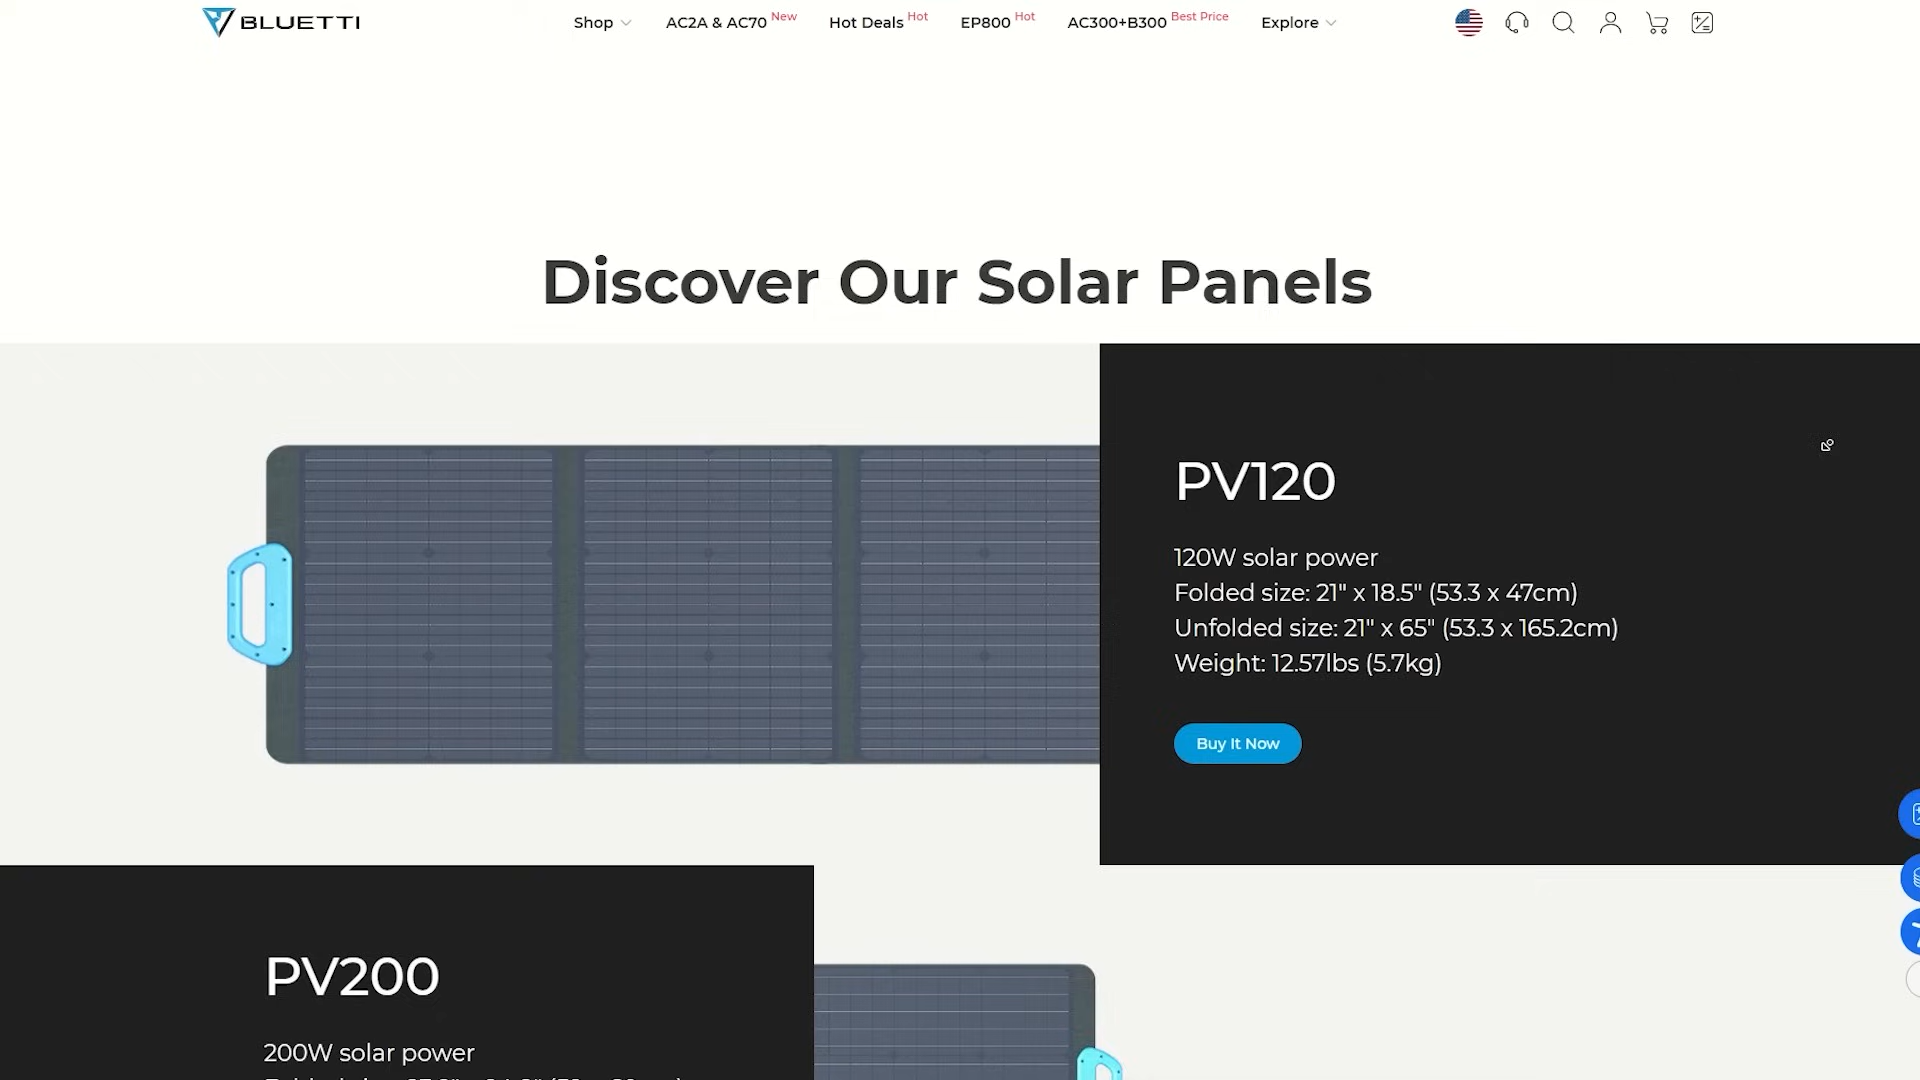 BLUETTI
Shop
AC2A & AC70 New
Hot Deals Hot
EP800 Hot
AC300+B300 Best Price
Explore
Discover Our Solar Panels
PV120
120W solar power
Folded size: 21" x 18.5" (53.3 x 47cm)
Unfolded size: 21" x 65" (53.3 x 165.2cm)
Weight: 12.57lbs (5.7kg)
Buy It Now
PV200
200W solar power